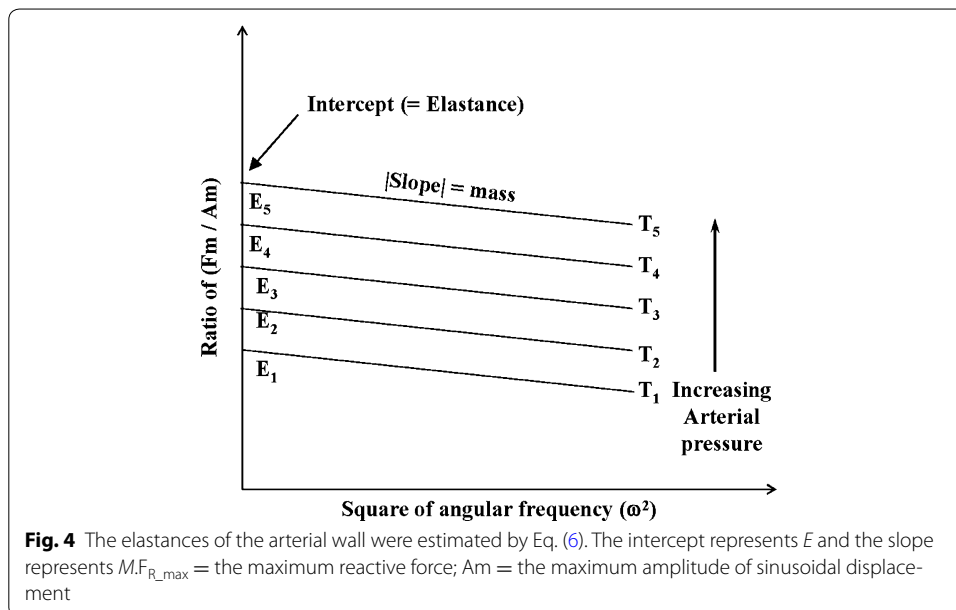 Intercept (= Elastance)
|Slope| = mass
Ratio of (Fm / Am)
E₅
T₅
E₄
T₄
E₃
T₃
E₂
T₂
E₁
T₁
Increasing
Arterial
pressure
Square of angular frequency (ω²)
Fig. 4 The elastances of the arterial wall were estimated by Eq. (6). The intercept represents E and the slope
represents M.F_R_max = the maximum reactive force; Am = the maximum amplitude of sinusoidal displace-
ment